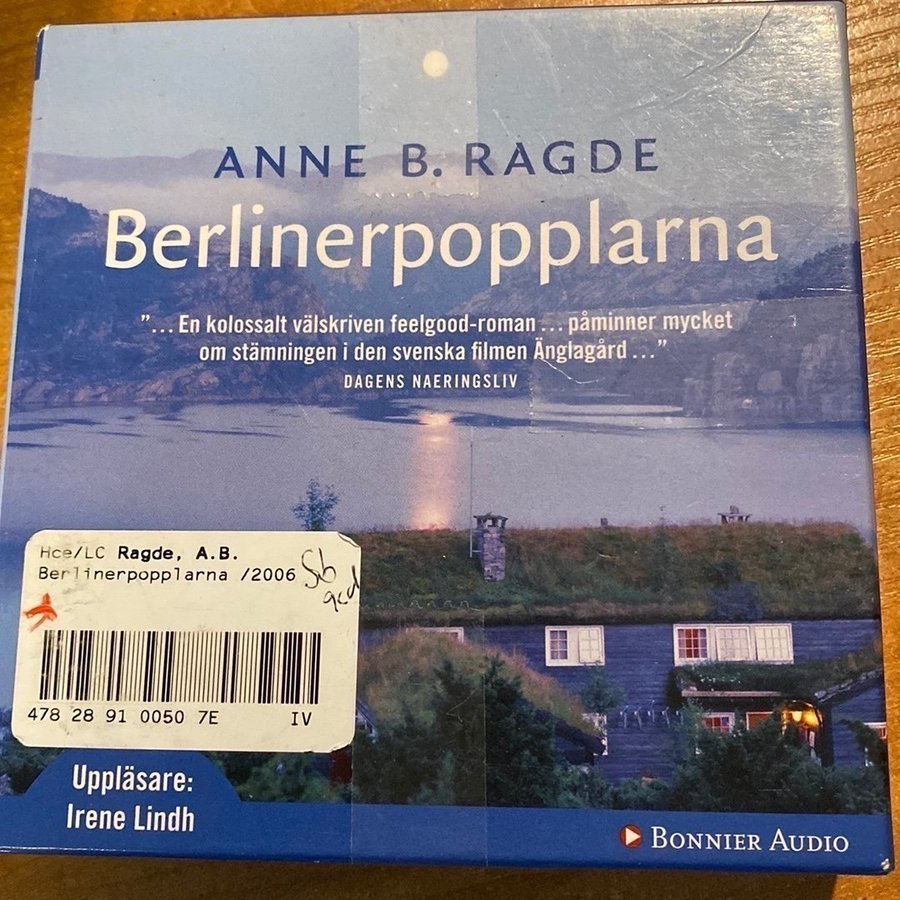 ANNE B. RAGDE
Berlinerpopplarna
”... En kolossalt välskriven feelgood-roman ... påminner mycket
om stämningen i den svenska filmen Änglagård ...”
DAGENS NAERINGSLIV
Hce/LC Ragde, A.B.
Berlinerpopplarna /2006
478 28 91 0050 7E IV
Uppläsare:
Irene Lindh
BONNIER AUDIO